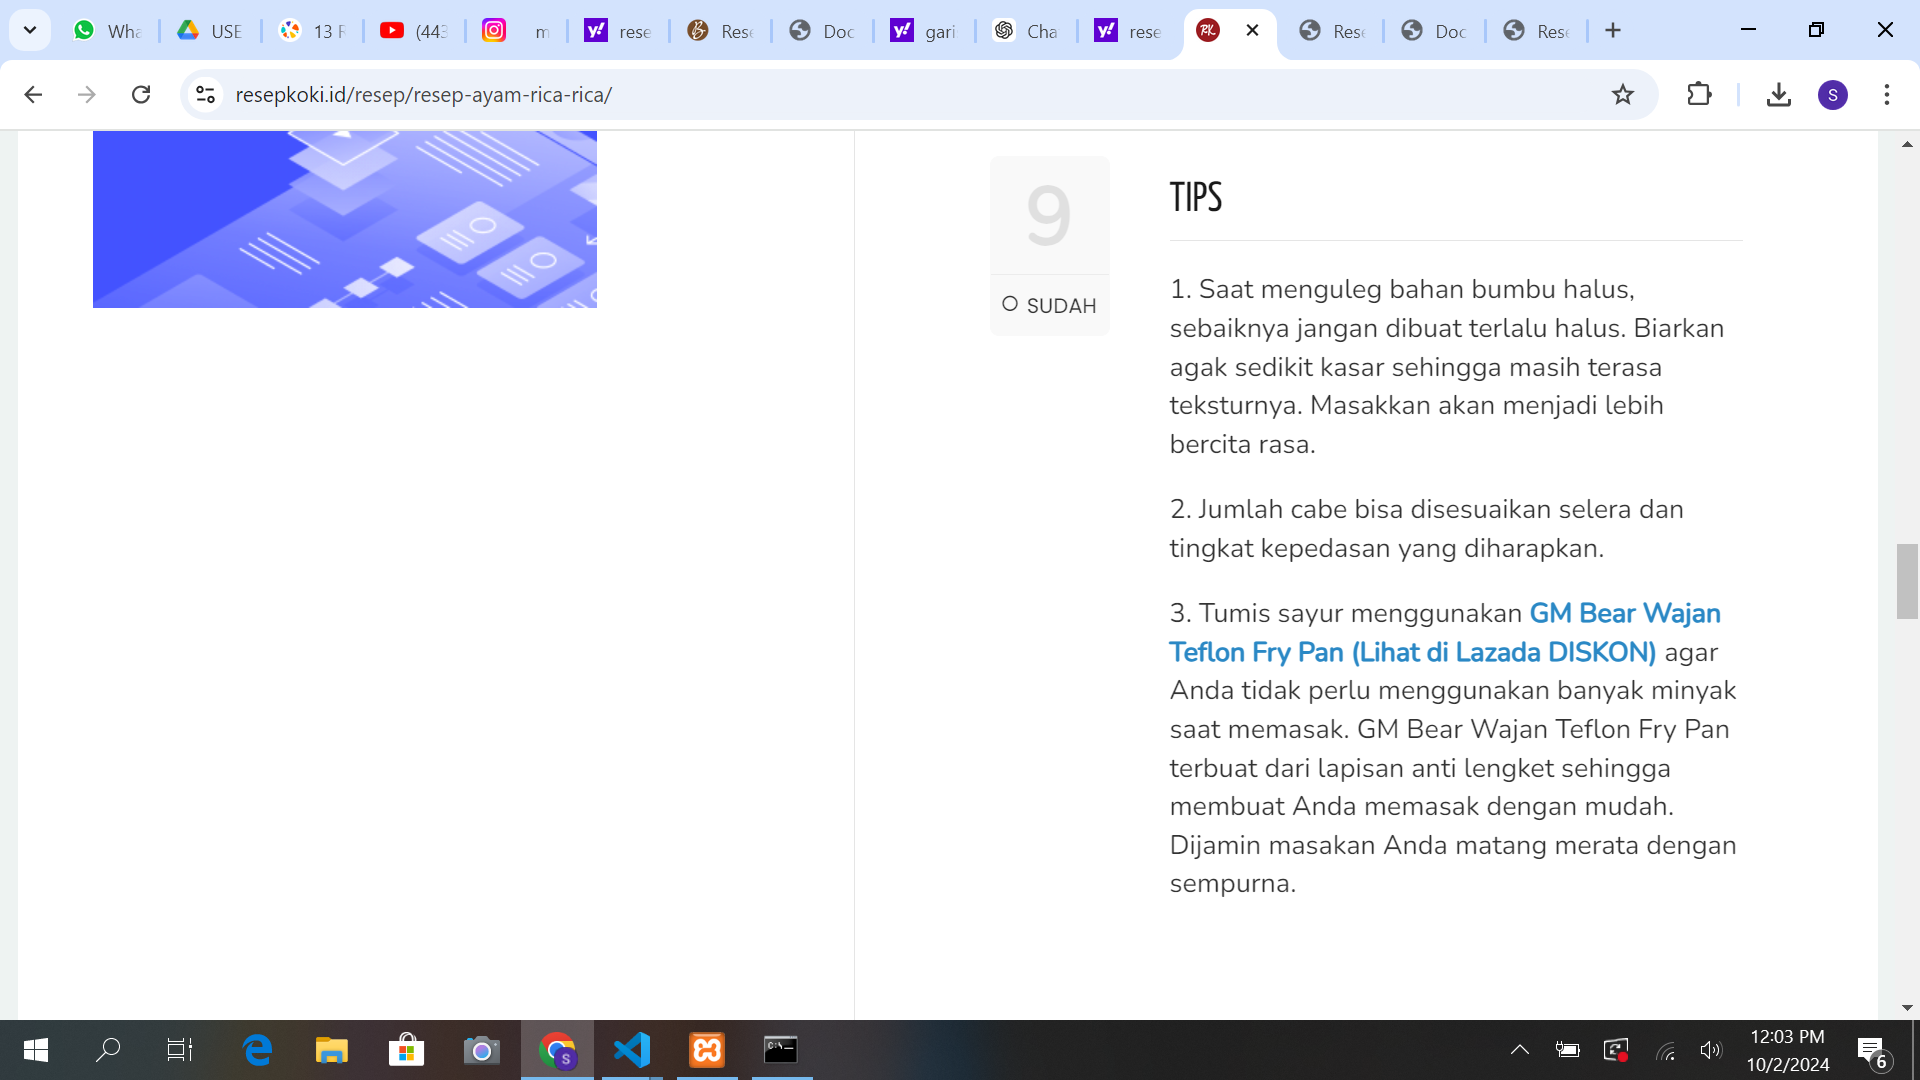 Wha
USE
13 R
(443
m
rese
Rese
Doc
gari
Cha
rese
Rese
Doc
Rese
resepkoki.id/resep/resep-ayam-rica-rica/
S
9
SUDAH
TIPS
1. Saat menguleg bahan bumbu halus,
sebaiknya jangan dibuat terlalu halus. Biarkan
agak sedikit kasar sehingga masih terasa
teksturnya. Masakkan akan menjadi lebih
bercita rasa.
2. Jumlah cabe bisa disesuaikan selera dan
tingkat kepedasan yang diharapkan.
3. Tumis sayur menggunakan GM Bear Wajan
Teflon Fry Pan (Lihat di Lazada DISKON) agar
Anda tidak perlu menggunakan banyak minyak
saat memasak. GM Bear Wajan Teflon Fry Pan
terbuat dari lapisan anti lengket sehingga
membuat Anda memasak dengan mudah.
Dijamin masakan Anda matang merata dengan
sempurna.
12:03 PM
10/2/2024
6